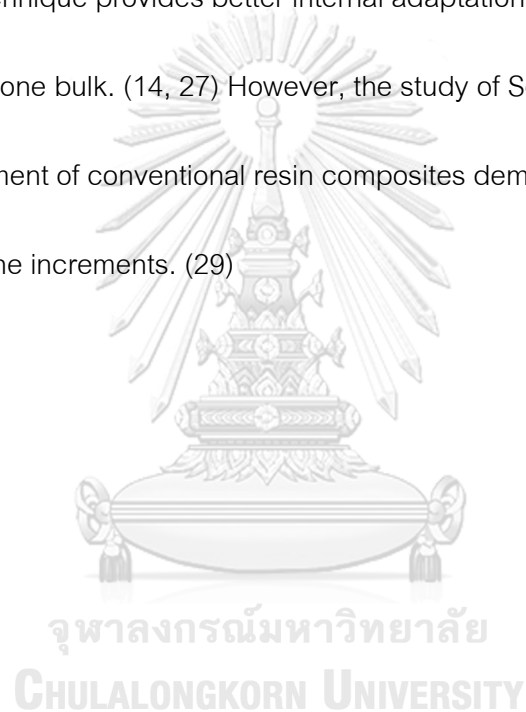 chnique provides better internal adaptation
one bulk. (14, 27) However, the study of S
ment of conventional resin composites dem
ne increments. (29)
จุฬาลงกรณ์มหาวิทยาลัย
CHULALONGKORN UNIVERSITY